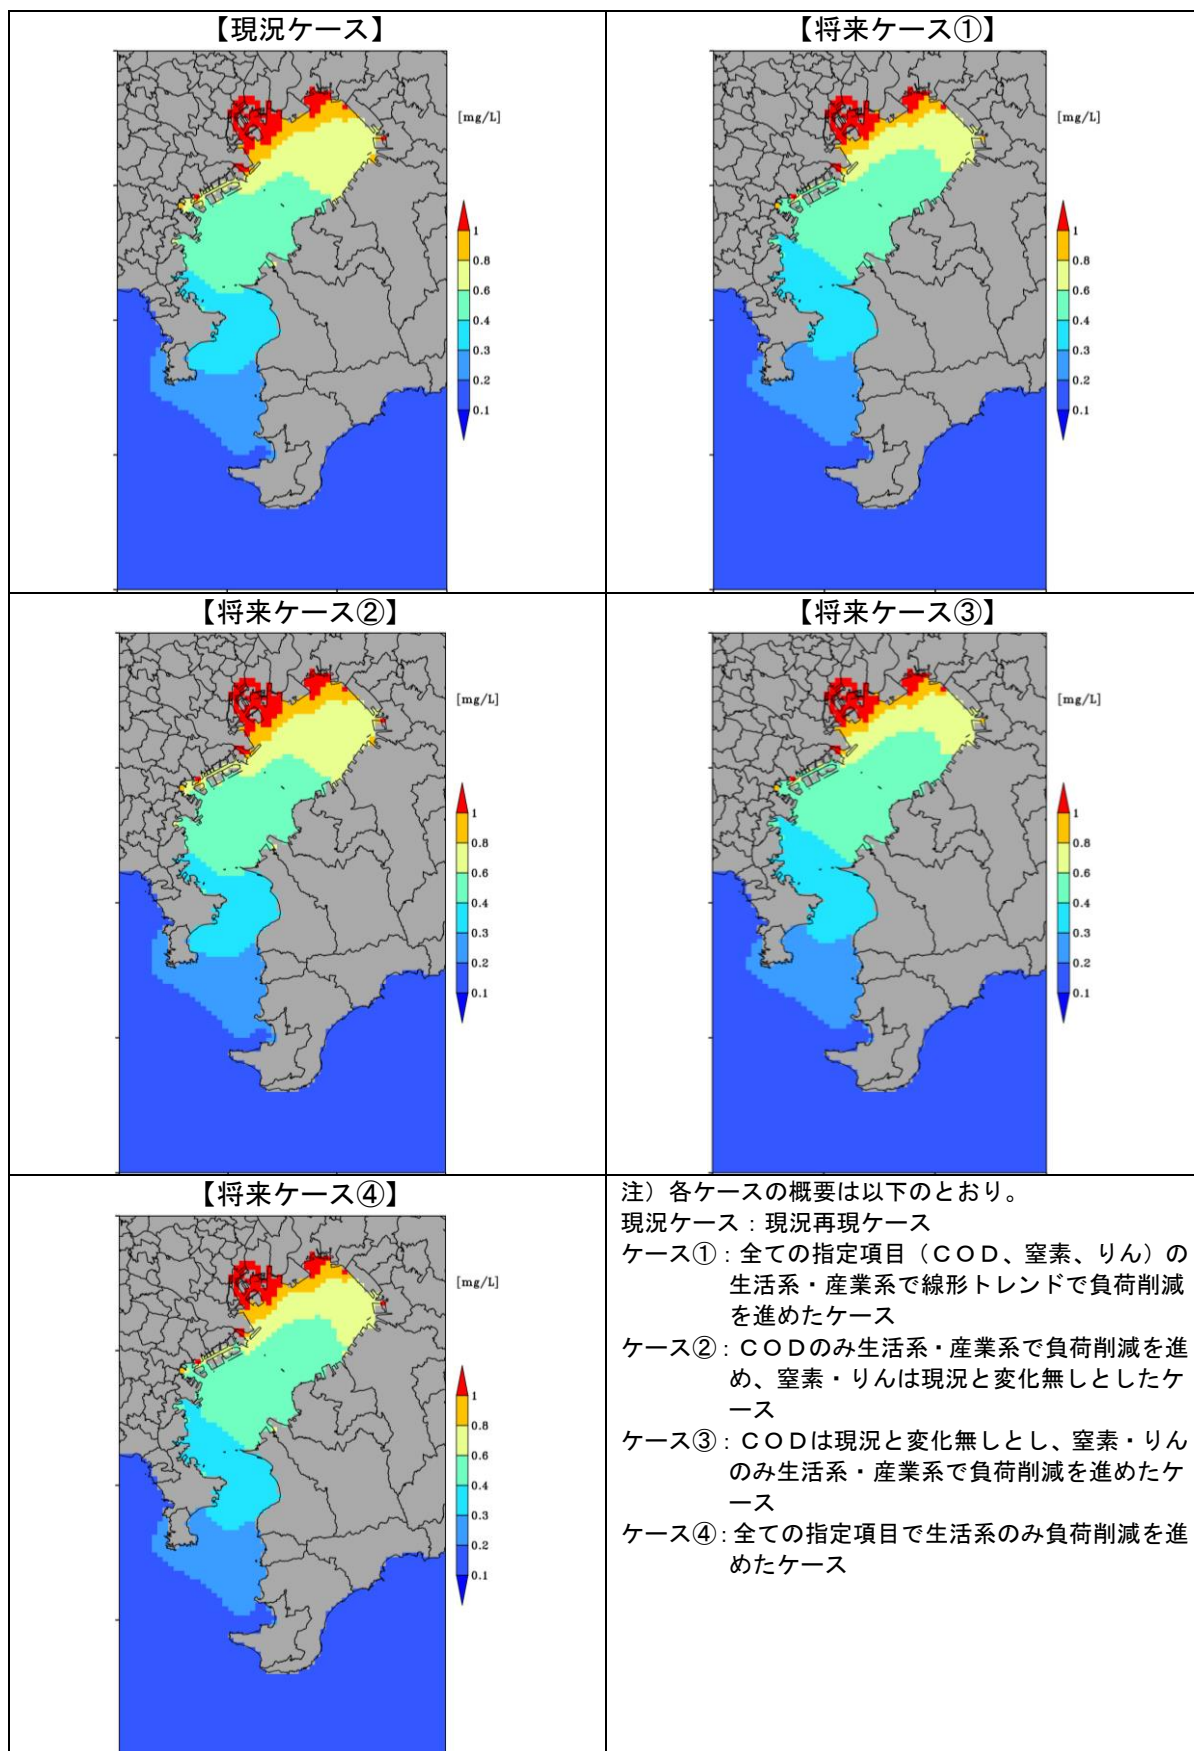 【現況ケース】
[mg/L]
1
0.8
0.6
0.4
0.3
0.2
0.1
【将来ケース①】
[mg/L]
1
0.8
0.6
0.4
0.3
0.2
0.1
【将来ケース②】
[mg/L]
1
0.8
0.6
0.4
0.3
0.2
0.1
【将来ケース③】
[mg/L]
1
0.8
0.6
0.4
0.3
0.2
0.1
【将来ケース④】
[mg/L]
1
0.8
0.6
0.4
0.3
0.2
0.1
注）各ケースの概要は以下のとおり。
現況ケース：現況再現ケース
ケース①：全ての指定項目（ＣＯＤ、窒素、りん）の
生活系・産業系で線形トレンドで負荷削減
を進めたケース
ケース②：ＣＯＤのみ生活系・産業系で負荷削減を進
め、窒素・りんは現況と変化無しとしたケ
ース
ケース③：ＣＯＤは現況と変化無しとし、窒素・りん
のみ生活系・産業系で負荷削減を進めたケ
ース
ケース④：全ての指定項目で生活系のみ負荷削減を進
めたケース